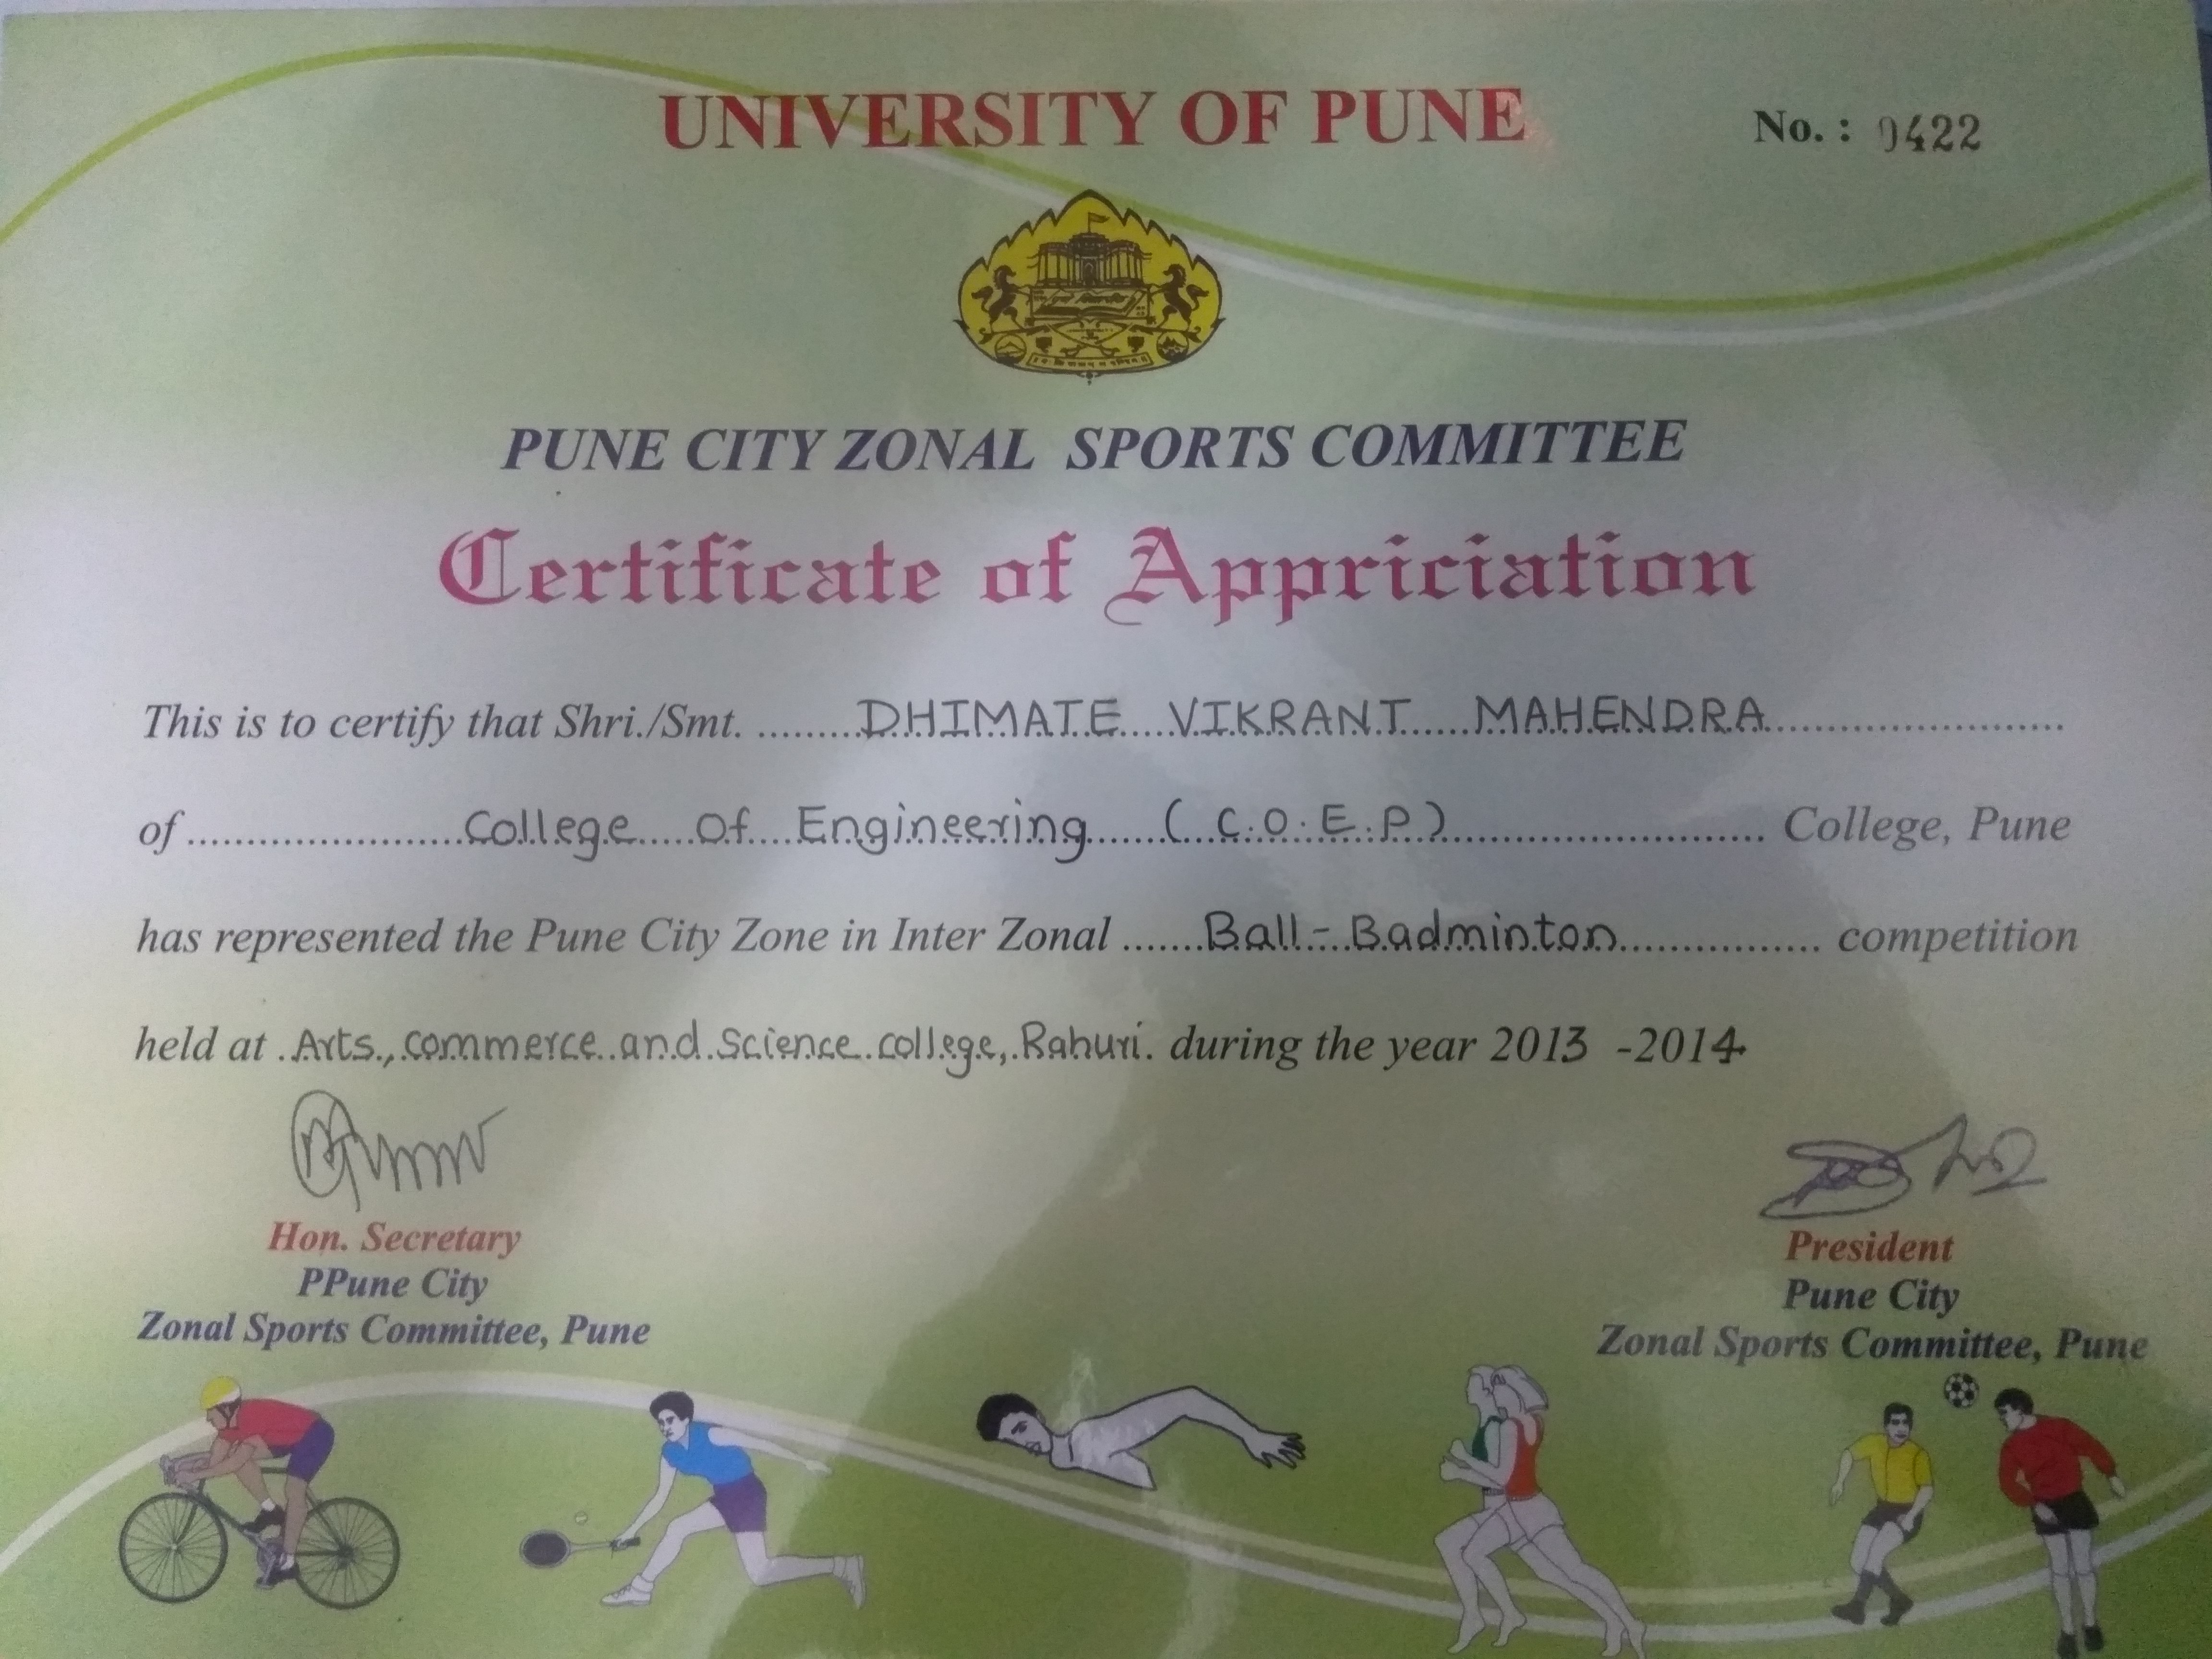 UNIVERSITY OF PUNE
No. : 0422
PUNE CITY ZONAL SPORTS COMMITTEE
Certificate of Appriciation
This is to certify that Shri./Smt. DHIMATE VIKRANT MAHENDRA
of College Of Engineering (C.O.E.P) College, Pune
has represented the Pune City Zone in Inter Zonal Ball-Badminton competition
held at Arts, commerce and Science college, Rahuri. during the year 2013 -2014
Hon. Secretary
PPune City
Zonal Sports Committee, Pune
President
Pune City
Zonal Sports Committee, Pune